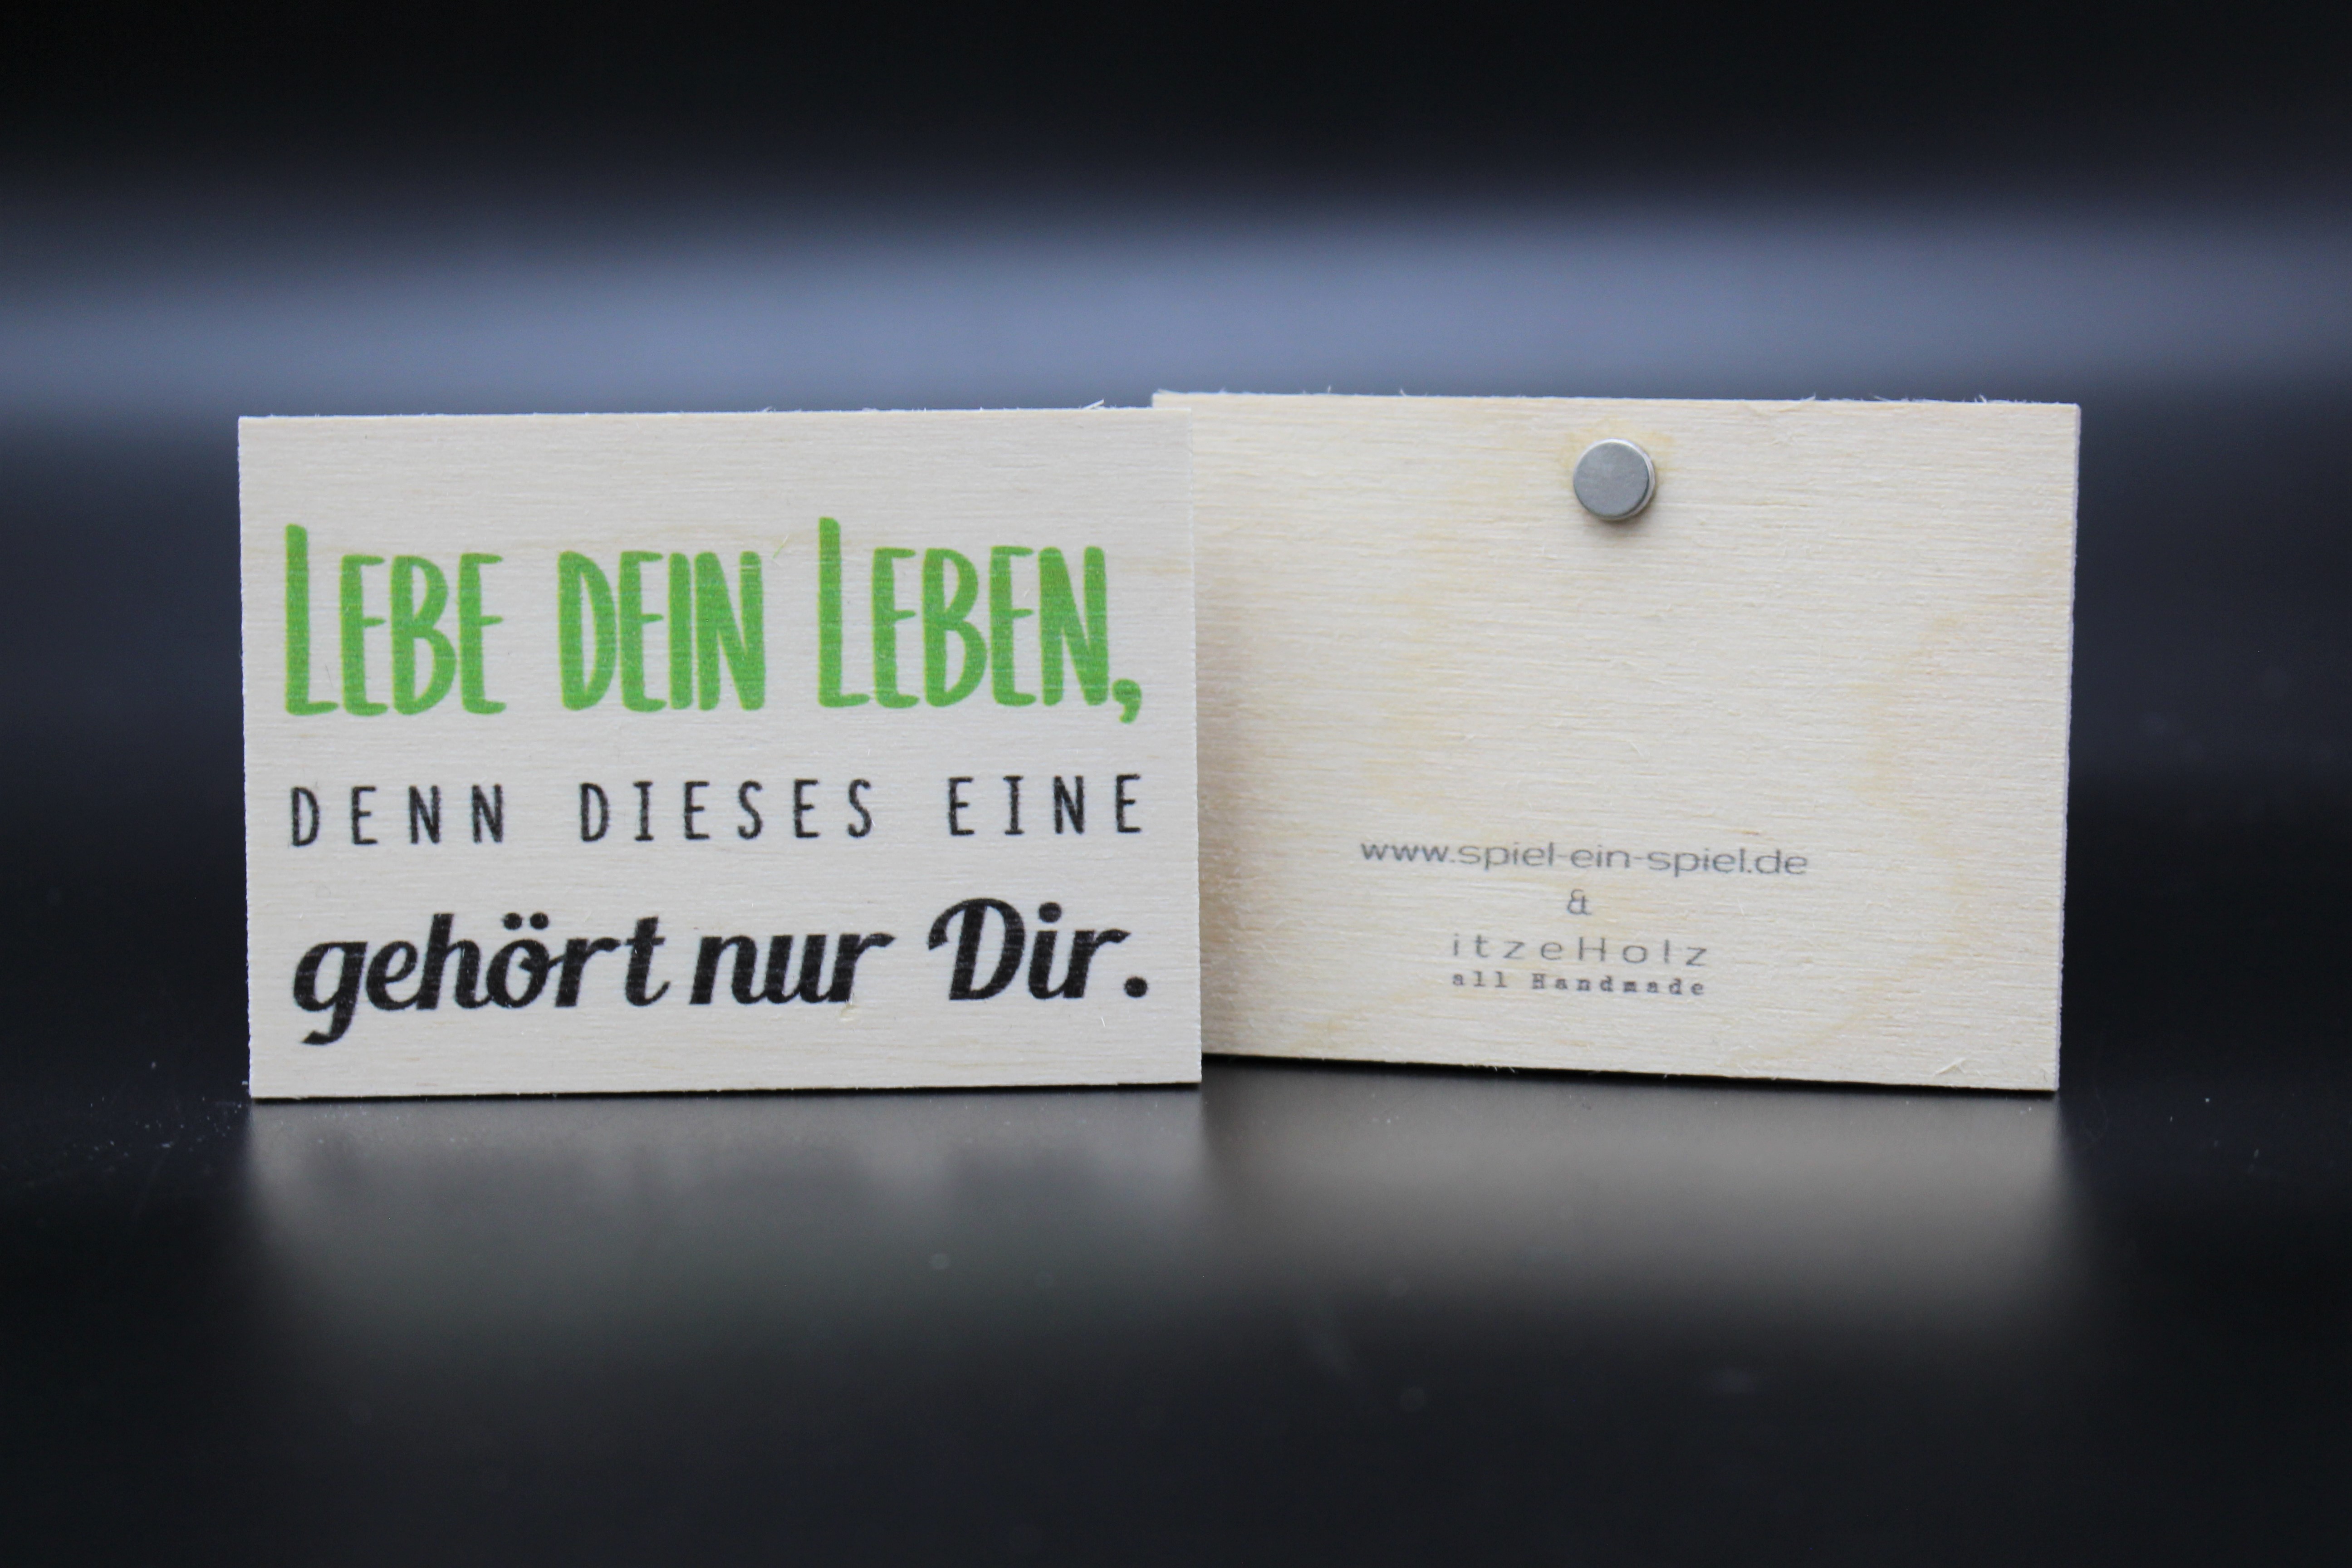 LEBE DEIN LEBEN,
DENN DIESES EINE
gehört nur Dir.
www.spiel-ein-spiel.de
&
itzeHolz
all Handmade